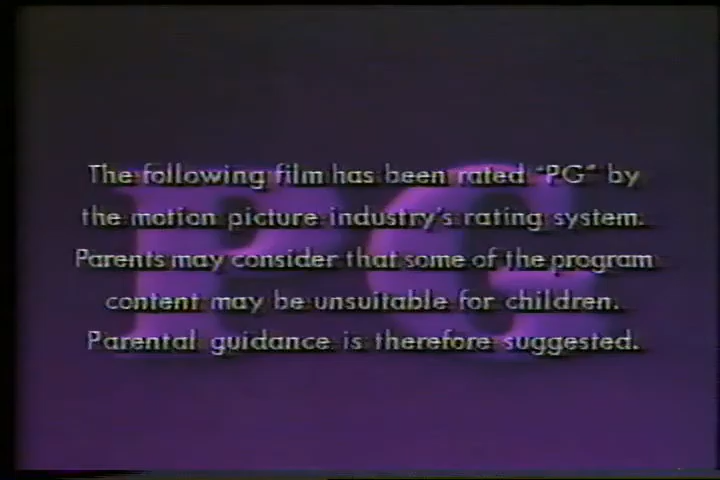 PG
The following film has been rated "PG" by
the motion picture industry's rating system.
Parents may consider that some of the program
content may be unsuitable for children.
Parental guidance is therefore suggested.